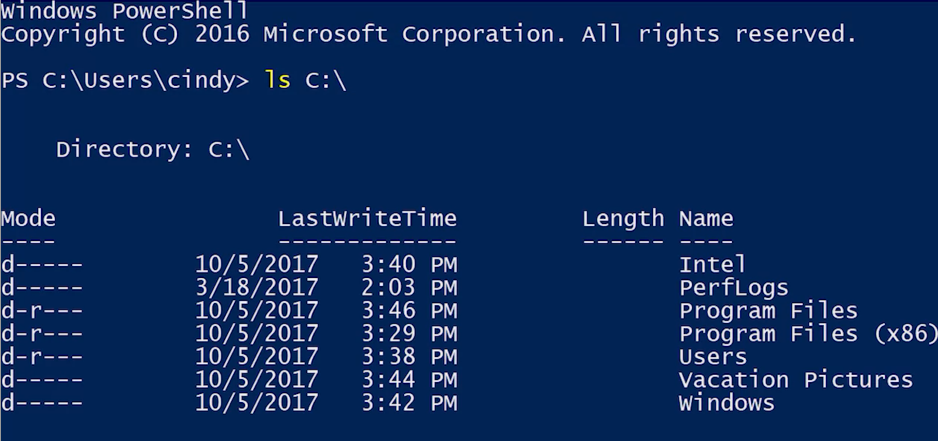 Windows PowerShell
Copyright (C) 2016 Microsoft Corporation. All rights reserved.
PS C:\Users\cindy> ls C:\
Directory: C:\
Mode LastWriteTime Length Name
---- ------------- ------ ----
d----- 10/5/2017 3:40 PM Intel
d----- 3/18/2017 2:03 PM PerfLogs
d-r--- 10/5/2017 3:46 PM Program Files
d-r--- 10/5/2017 3:29 PM Program Files (x86)
d-r--- 10/5/2017 3:38 PM Users
d----- 10/5/2017 3:44 PM Vacation Pictures
d----- 10/5/2017 3:42 PM Windows